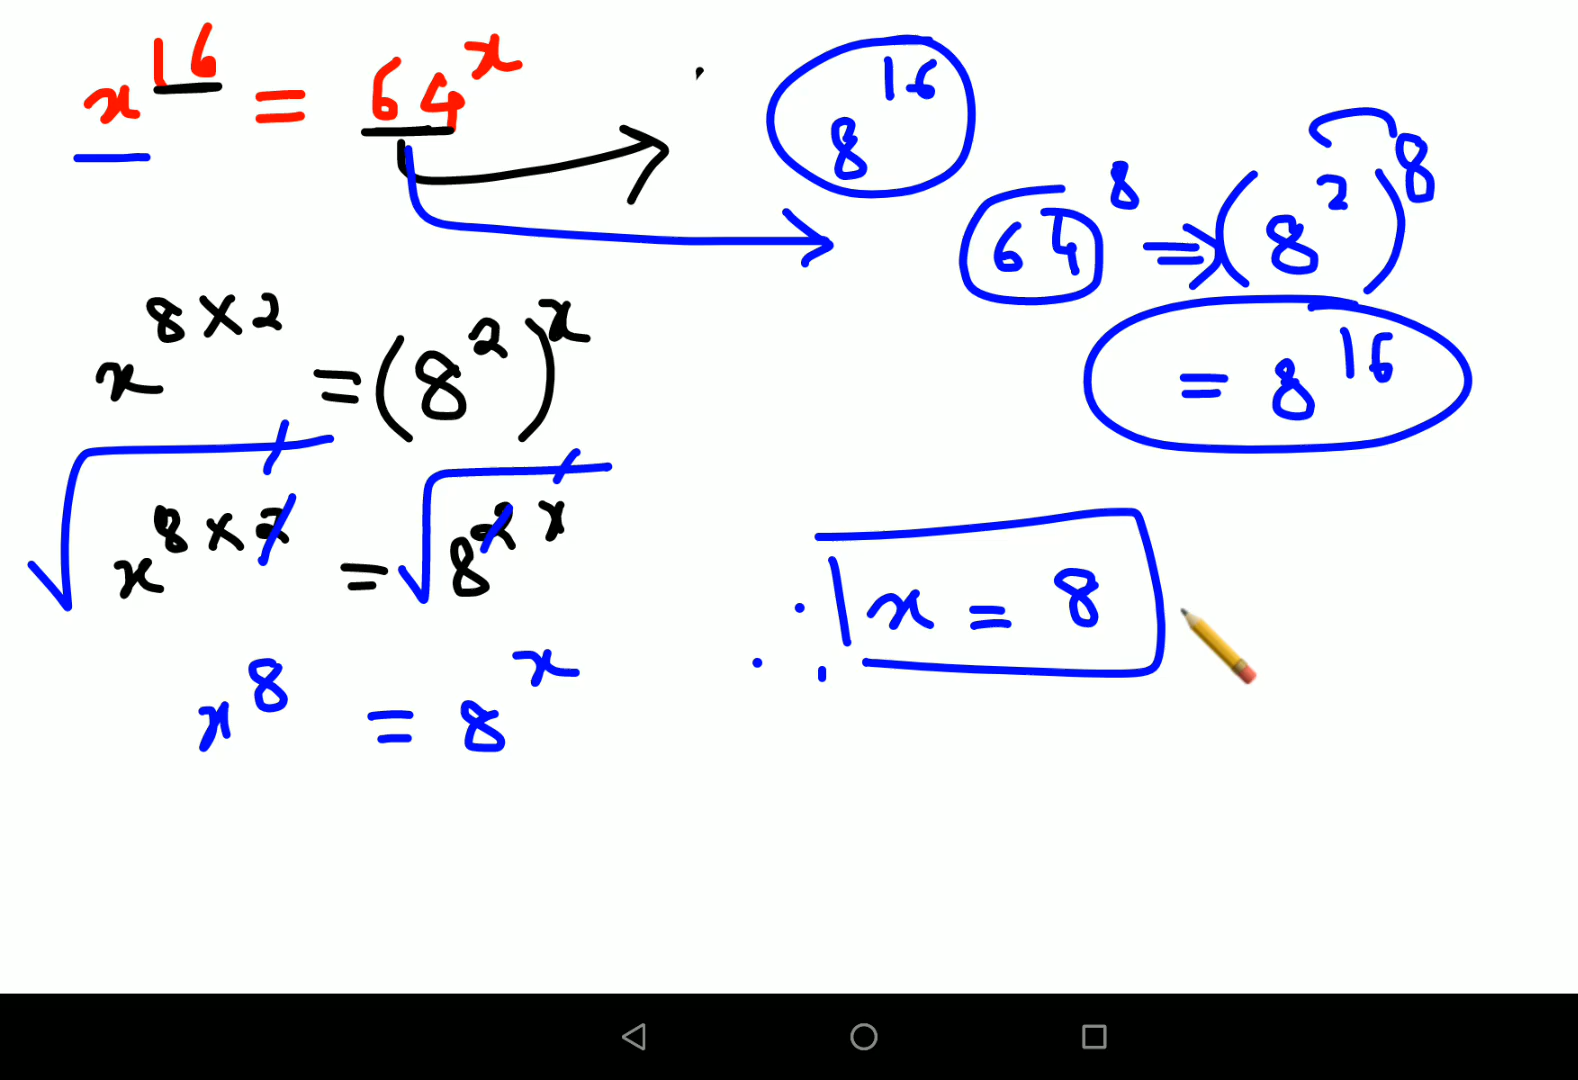 x^16 = 64^x
x^(8×2) = (8^2)^x
√x^(8×2) = √8^(2x)
x^8 = 8^x
8^16
64^8 ⇒ (8^2)^8
= 8^16
∴ x = 8